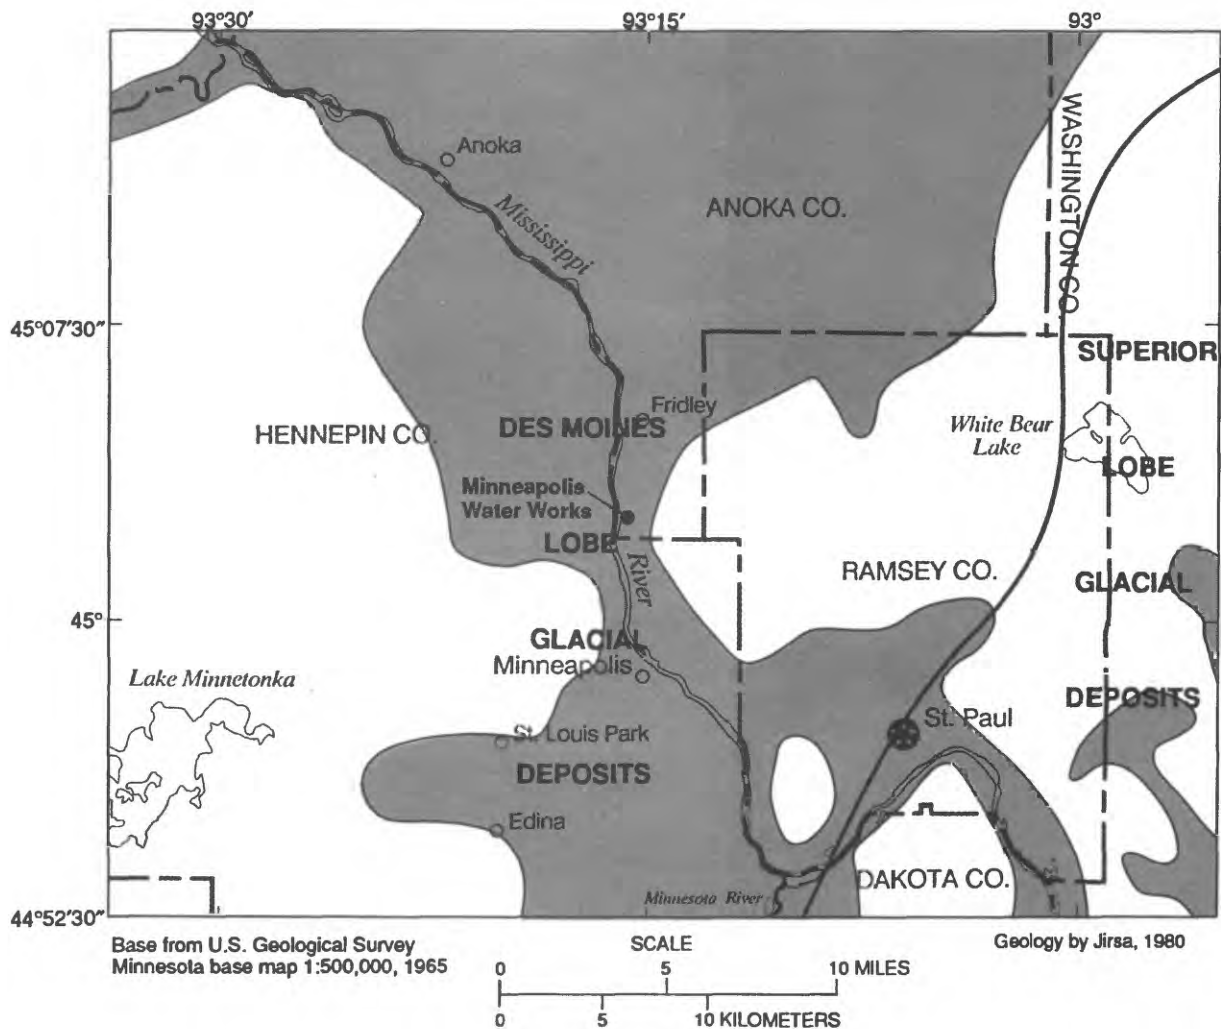 93°30′ 93°15′ 93°
WASHINGTON CO.
Anoka
Mississippi
ANOKA CO.
45°07′30″
SUPERIOR
Fridley
DES MOINES
HENNEPIN CO.
White Bear
Lake
LOBE
Minneapolis
Water Works
LOBE
River
RAMSEY CO.
GLACIAL
45°
GLACIAL
Minneapolis
Lake Minnetonka
DEPOSITS
St. Paul
St. Louis Park
DEPOSITS
Edina
DAKOTA CO.
Minnesota River
44°52′30″
Base from U.S. Geological Survey
Minnesota base map 1:500,000, 1965
SCALE
Geology by Jirsa, 1980
0 5 10 MILES
0 5 10 KILOMETERS